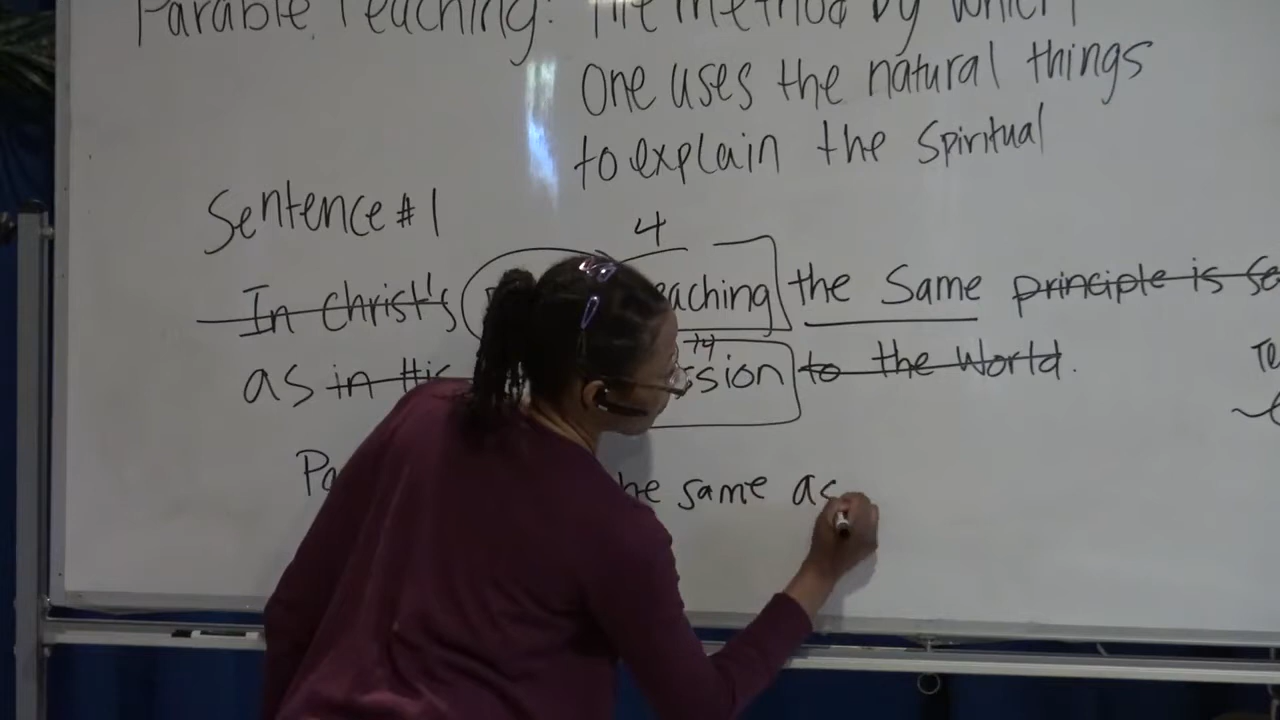 Parable Teaching: The method by which
one uses the natural things
to explain the spiritual
Sentence #1
4
In Christ's aching the Same principle is se
as in His sion to the World.
he same as